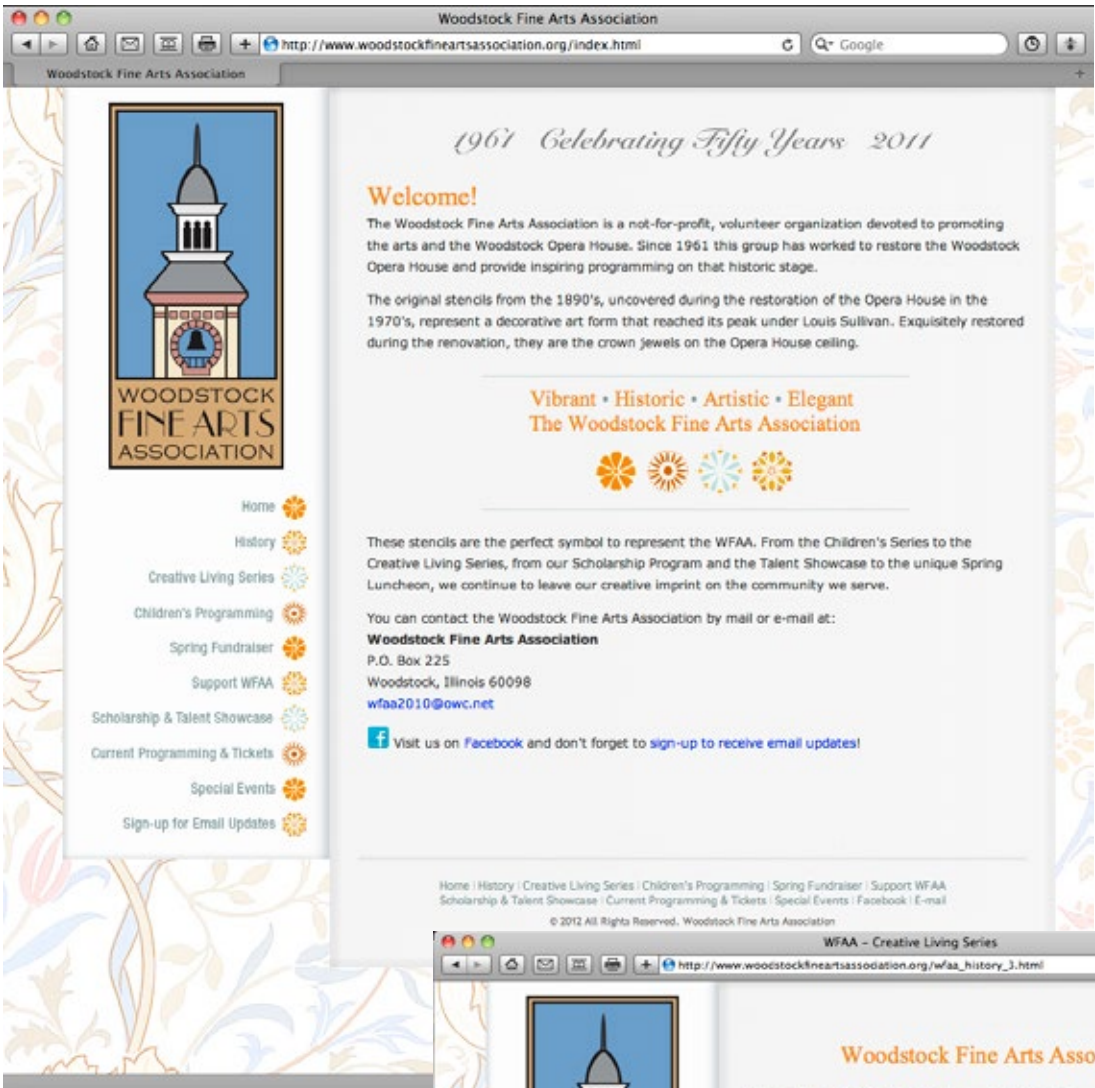 Woodstock Fine Arts Association
http://www.woodstockfineartsassociation.org/index.html
Google
Woodstock Fine Arts Association
WOODSTOCK
FINE ARTS
ASSOCIATION
Home
History
Creative Living Series
Children's Programming
Spring Fundraiser
Support WFAA
Scholarship & Talent Showcase
Current Programming & Tickets
Special Events
Sign-up for Email Updates
1961 Celebrating Fifty Years 2011
Welcome!
The Woodstock Fine Arts Association is a not-for-profit, volunteer organization devoted to promoting
the arts and the Woodstock Opera House. Since 1961 this group has worked to restore the Woodstock
Opera House and provide inspiring programming on that historic stage.
The original stencils from the 1890's, uncovered during the restoration of the Opera House in the
1970's, represent a decorative art form that reached its peak under Louis Sullivan. Exquisitely restored
during the renovation, they are the crown jewels on the Opera House ceiling.
Vibrant • Historic • Artistic • Elegant
The Woodstock Fine Arts Association
These stencils are the perfect symbol to represent the WFAA. From the Children's Series to the
Creative Living Series, from our Scholarship Program and the Talent Showcase to the unique Spring
Luncheon, we continue to leave our creative imprint on the community we serve.
You can contact the Woodstock Fine Arts Association by mail or e-mail at:
Woodstock Fine Arts Association
P.O. Box 225
Woodstock, Illinois 60098
wfaa2010@owc.net
f Visit us on Facebook and don't forget to sign-up to receive email updates!
Home | History | Creative Living Series | Children's Programming | Spring Fundraiser | Support WFAA
Scholarship & Talent Showcase | Current Programming & Tickets | Special Events | Facebook | E-mail
© 2012 All Rights Reserved. Woodstock Fine Arts Association
WFAA – Creative Living Series
http://www.woodstockfineartsassociation.org/wfaa_history_3.html
Woodstock Fine Arts Asso